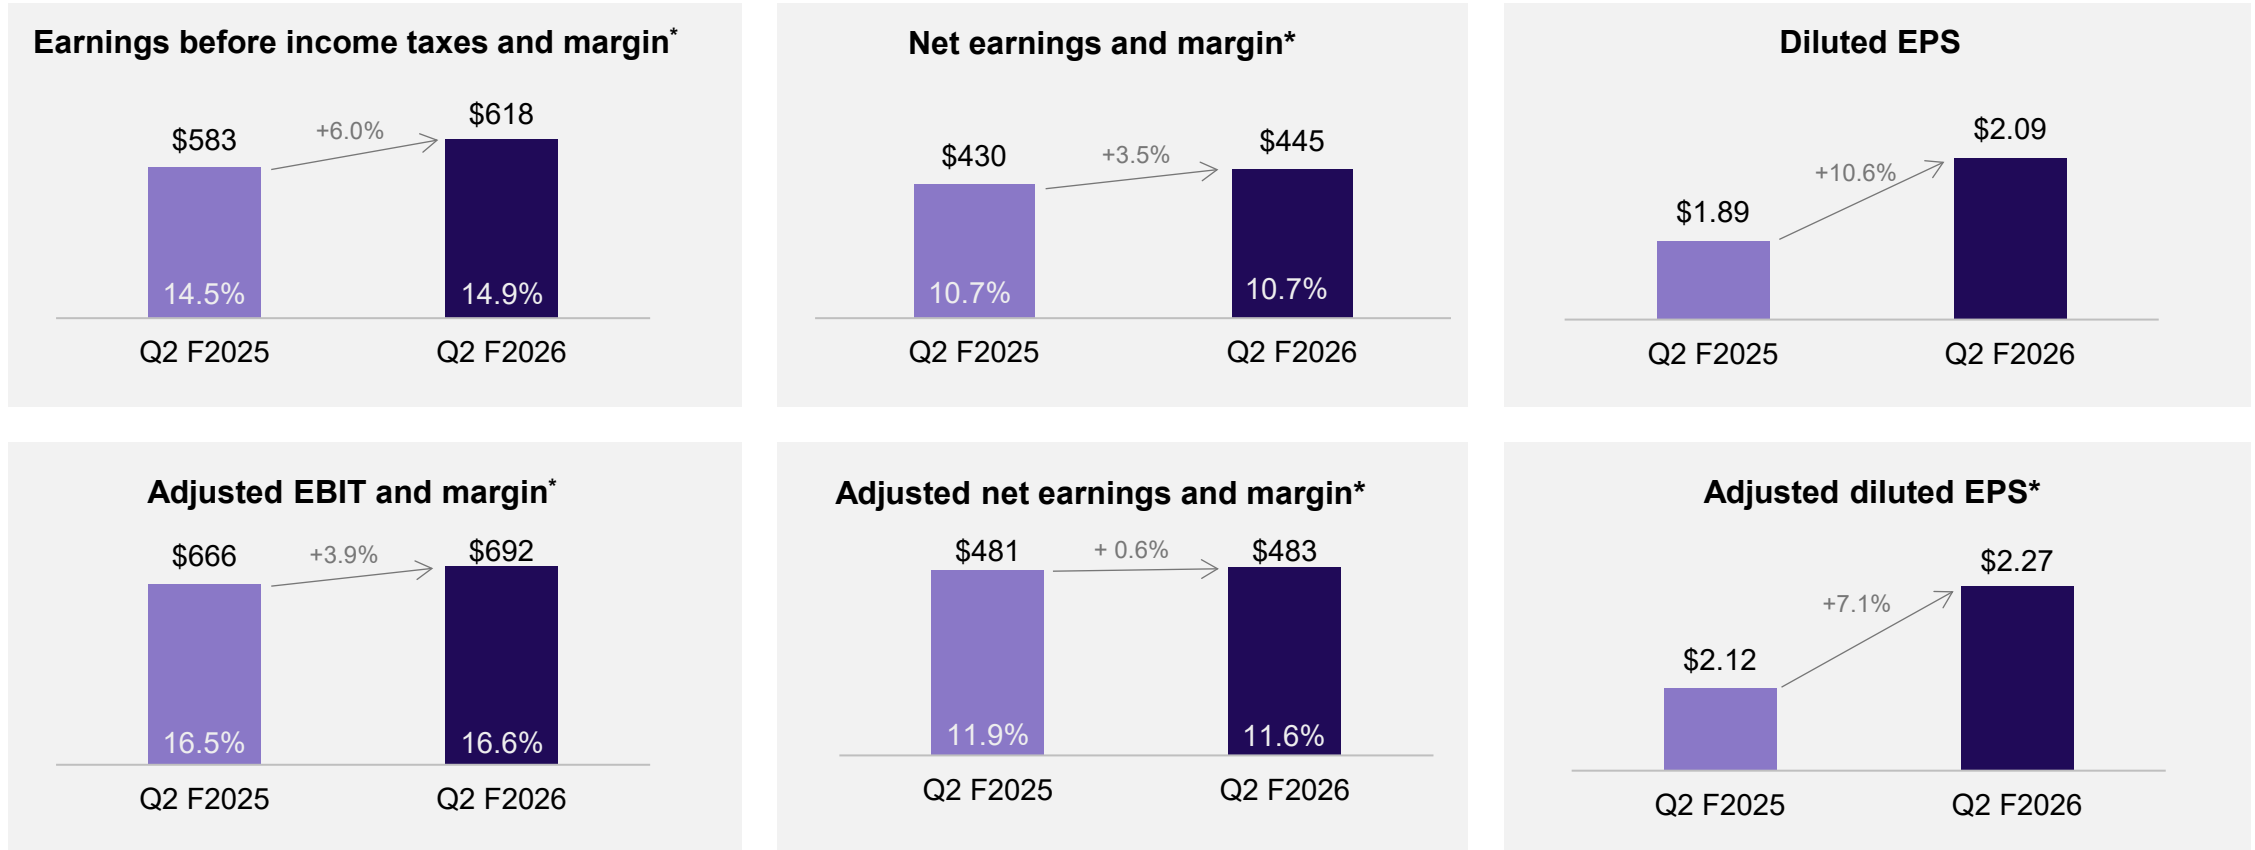 Earnings before income taxes and margin*
$583
+6.0%
$618
14.5%
14.9%
Q2 F2025
Q2 F2026
Net earnings and margin*
$430
+3.5%
$445
10.7%
10.7%
Q2 F2025
Q2 F2026
Diluted EPS
$1.89
+10.6%
$2.09
Q2 F2025
Q2 F2026
Adjusted EBIT and margin*
$666
+3.9%
$692
16.5%
16.6%
Q2 F2025
Q2 F2026
Adjusted net earnings and margin*
$481
+ 0.6%
$483
11.9%
11.6%
Q2 F2025
Q2 F2026
Adjusted diluted EPS*
$2.12
+7.1%
$2.27
Q2 F2025
Q2 F2026